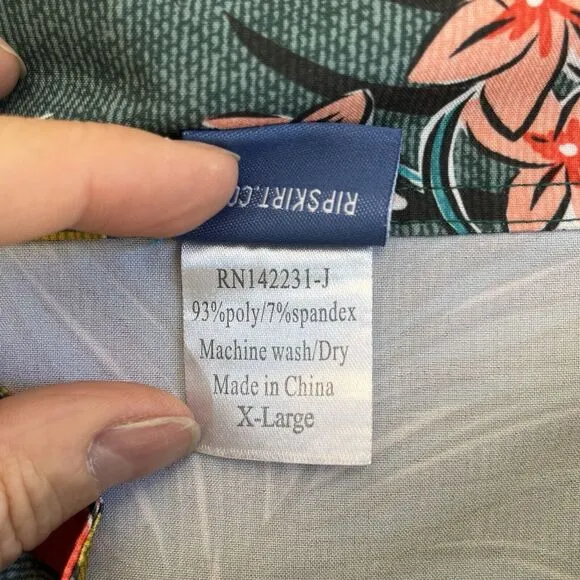 RIPSKIRT.CO
RN142231-J
93%poly/7%spandex
Machine wash/Dry
Made in China
X-Large